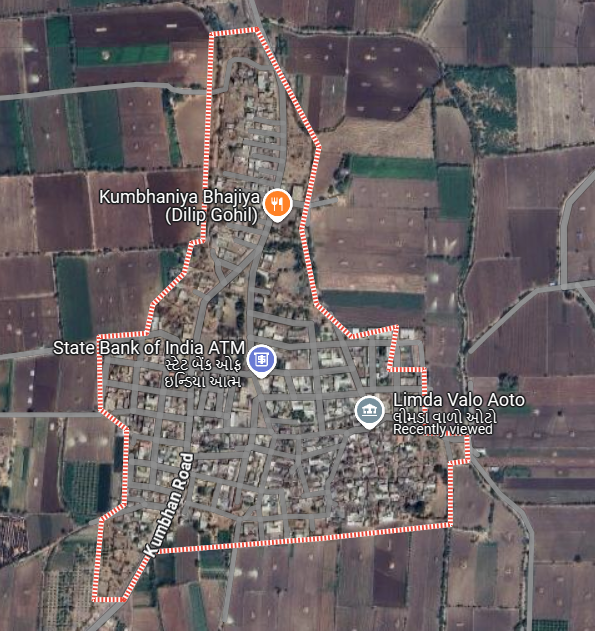 Kumbhaniya Bhajiya
(Dilip Gohil)
State Bank of India ATM
સ્ટેટ બેંક ઓફ
ઇન્ડિયા આત્મ
Limda Valo Aoto
લીમડા વાળો ઓટો
Recently viewed
Kumbhan Road